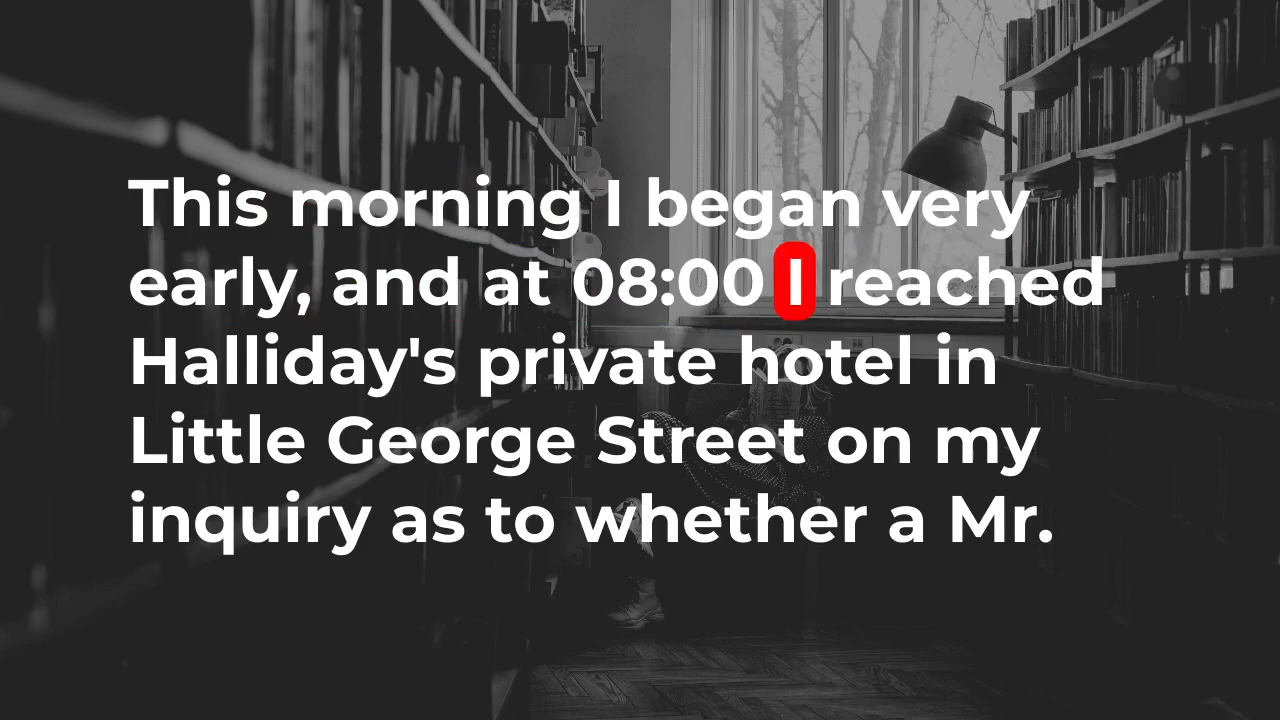 This morning I began very
early, and at 08:00 I reached
Halliday's private hotel in
Little George Street on my
inquiry as to whether a Mr.